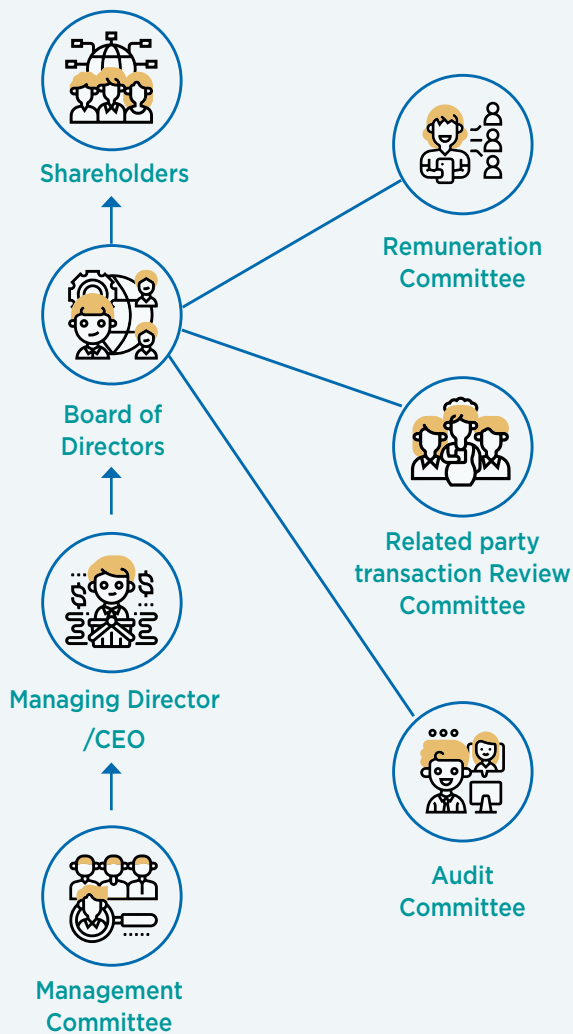 Shareholders
Remuneration
Committee
Board of
Directors
Related party
transaction Review
Committee
Managing Director
/CEO
Audit
Committee
Management
Committee